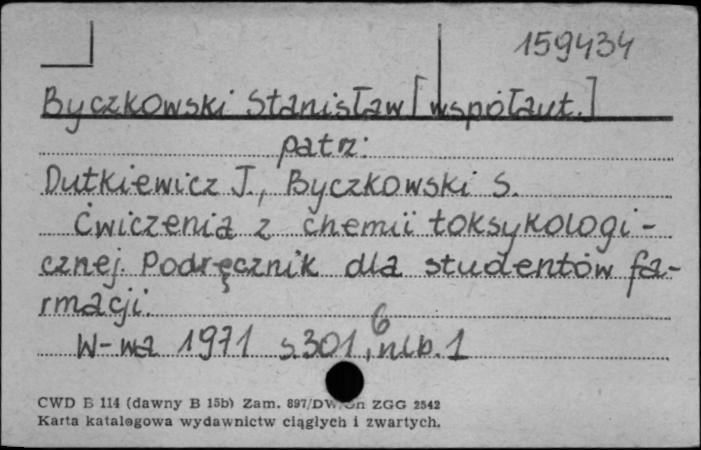 159434
Byczkowski Stanisław [współaut.]
patrz:
Dutkiewicz J., Byczkowski S.
Ćwiczenia z chemii toksykologi-
cznej. Podręcznik dla studentów fa-
rmacji.
W-wa 1971 s. 301, 6 nlb. 1
CWD B 114 (dawny B 15b) Zam. 897/DW. ZGG 2542
Karta katalogowa wydawnictw ciągłych i zwartych.